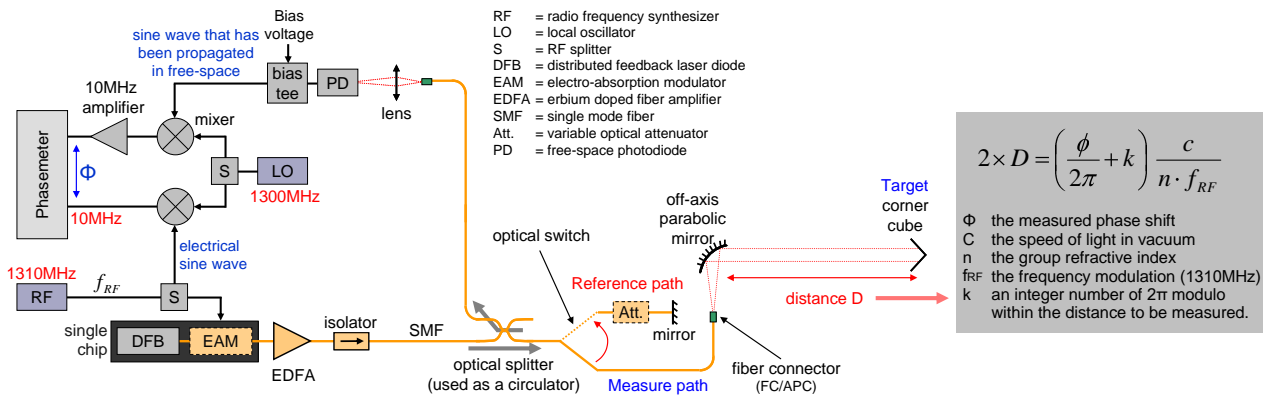 sine wave that has
been propagated
in free-space
Bias
voltage
bias
tee
PD
lens
10MHz
amplifier
mixer
Phasemeter
Φ
S
LO
1300MHz
10MHz
electrical
sine wave
1310MHz
RF
f_RF
S
single
chip
DFB
EAM
EDFA
isolator
SMF
optical splitter
(used as a circulator)
optical switch
Reference path
Att.
mirror
Measure path
off-axis
parabolic
mirror
Target
corner
cube
distance D
fiber connector
(FC/APC)
RF = radio frequency synthesizer
LO = local oscillator
S = RF splitter
DFB = distributed feedback laser diode
EAM = electro-absorption modulator
EDFA = erbium doped fiber amplifier
SMF = single mode fiber
Att. = variable optical attenuator
PD = free-space photodiode
2 × D = (ϕ/2π + k) c/(n · f_RF)
Φ the measured phase shift
C the speed of light in vacuum
n the group refractive index
fRF the frequency modulation (1310MHz)
k an integer number of 2π modulo
within the distance to be measured.